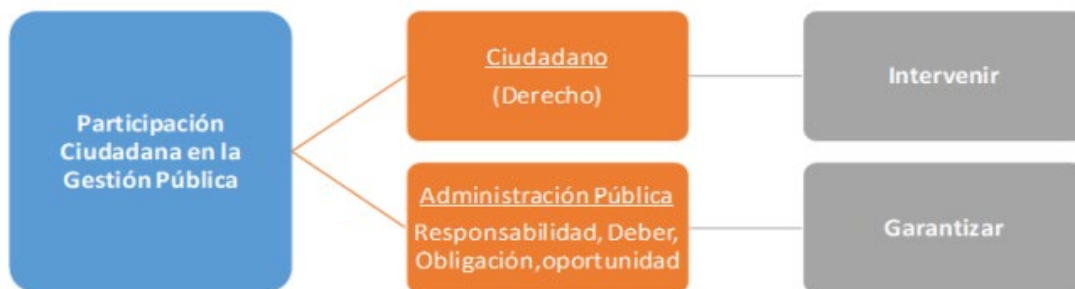 Participación
Ciudadana en la
Gestión Pública
Ciudadano
(Derecho)
Intervenir
Administración Pública
Responsabilidad, Deber,
Obligación,oportunidad
Garantizar